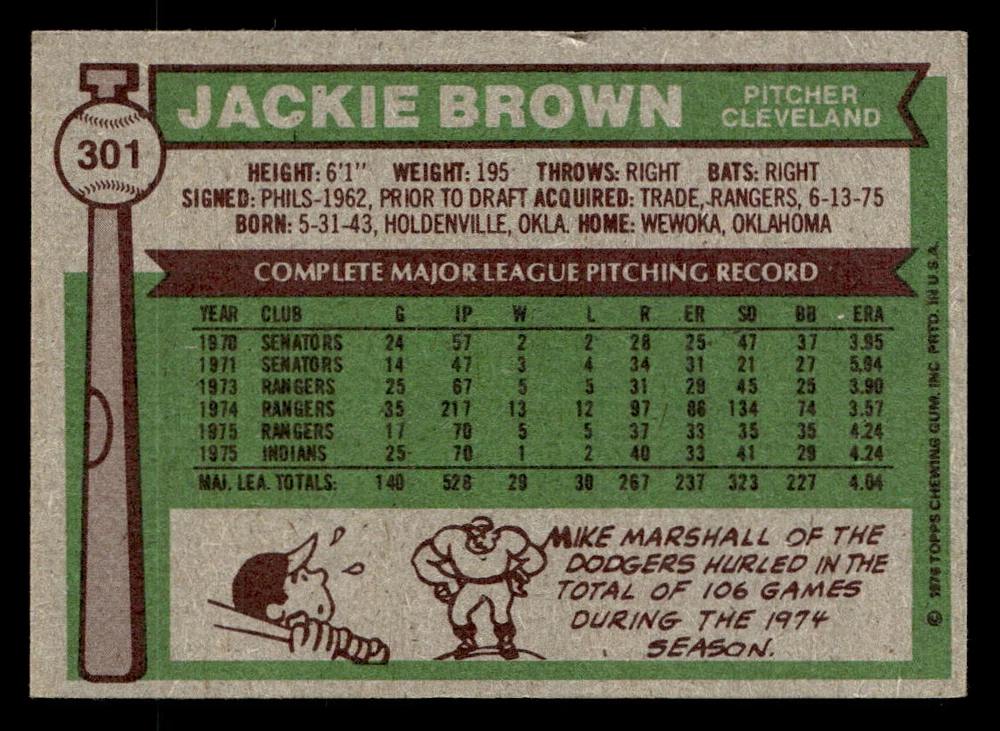 301
JACKIE BROWN
PITCHER
CLEVELAND
HEIGHT: 6'1" WEIGHT: 195 THROWS: RIGHT BATS: RIGHT
SIGNED: PHILS-1962, PRIOR TO DRAFT ACQUIRED: TRADE, RANGERS, 6-13-75
BORN: 5-31-43, HOLDENVILLE, OKLA. HOME: WEWOKA, OKLAHOMA
COMPLETE MAJOR LEAGUE PITCHING RECORD
YEAR CLUB G IP W L R ER SO BB ERA
1970 SENATORS 24 57 2 2 28 25 47 37 3.95
1971 SENATORS 14 47 3 4 34 31 21 27 5.94
1973 RANGERS 25 67 5 5 31 29 45 25 3.90
1974 RANGERS 35 217 13 12 97 86 134 74 3.57
1975 RANGERS 17 70 5 5 37 33 35 35 4.24
1975 INDIANS 25 70 1 2 40 33 41 29 4.24
MAJ. LEA. TOTALS: 140 528 29 30 267 237 323 227 4.04
MIKE MARSHALL OF THE
DODGERS HURLED IN THE
TOTAL OF 106 GAMES
DURING THE 1974
SEASON.
© 1976 TOPPS CHEWING GUM, INC. PRTD. IN U.S.A.